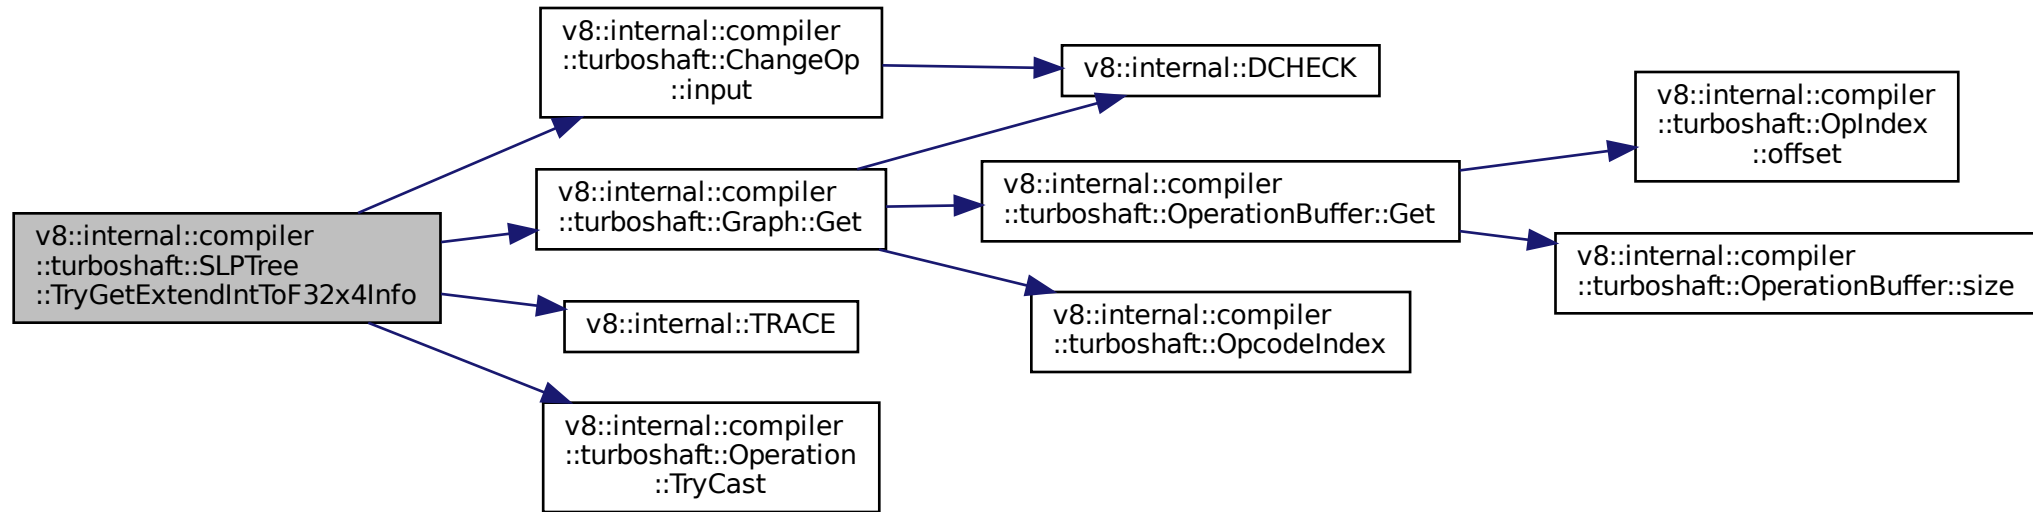 v8::internal::compiler
::turboshaft::SLPTree
::TryGetExtendIntToF32x4Info
v8::internal::compiler
::turboshaft::ChangeOp
::input
v8::internal::DCHECK
v8::internal::compiler
::turboshaft::Graph::Get
v8::internal::compiler
::turboshaft::OperationBuffer::Get
v8::internal::compiler
::turboshaft::OpIndex
::offset
v8::internal::compiler
::turboshaft::OperationBuffer::size
v8::internal::compiler
::turboshaft::OpcodeIndex
v8::internal::TRACE
v8::internal::compiler
::turboshaft::Operation
::TryCast